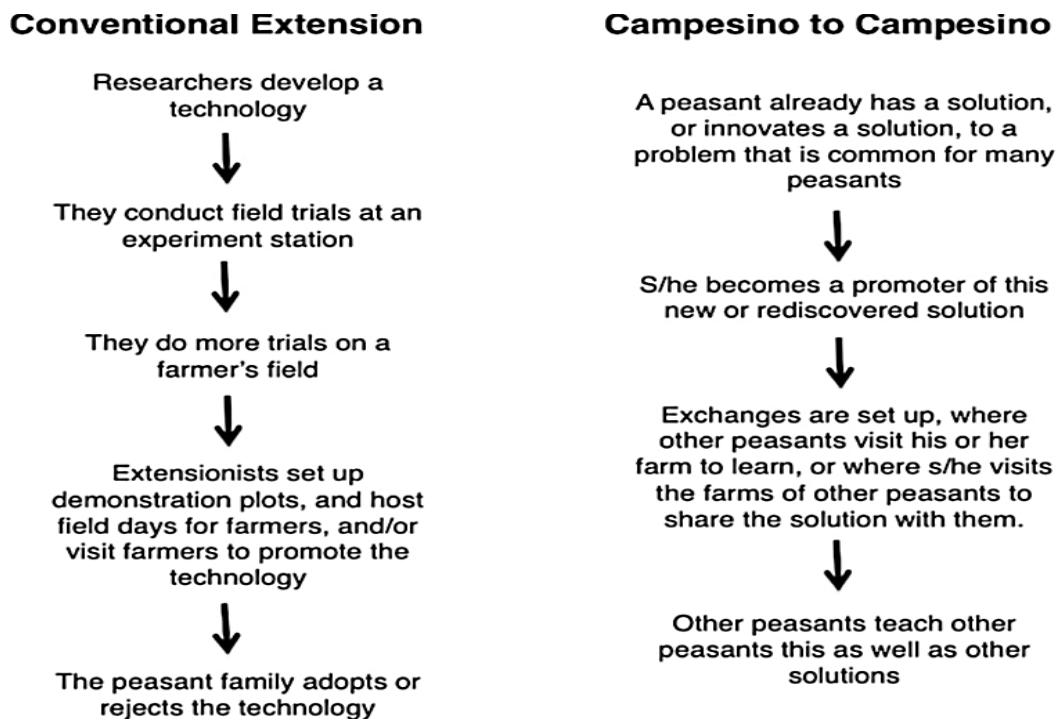 Conventional Extension
Researchers develop a
technology
They conduct field trials at an
experiment station
They do more trials on a
farmer’s field
Extensionists set up
demonstration plots, and host
field days for farmers, and/or
visit farmers to promote the
technology
The peasant family adopts or
rejects the technology
Campesino to Campesino
A peasant already has a solution,
or innovates a solution, to a
problem that is common for many
peasants
S/he becomes a promoter of this
new or rediscovered solution
Exchanges are set up, where
other peasants visit his or her
farm to learn, or where s/he visits
the farms of other peasants to
share the solution with them.
Other peasants teach other
peasants this as well as other
solutions